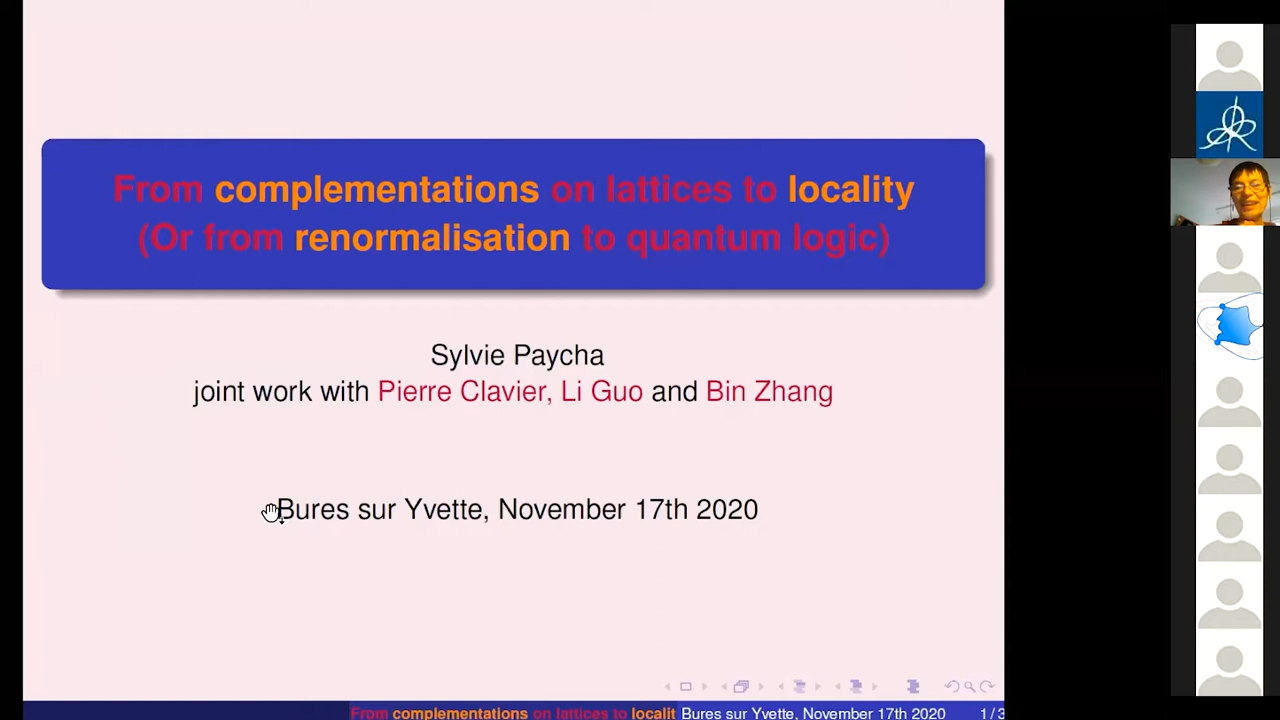 From complementations on lattices to locality
(Or from renormalisation to quantum logic)
Sylvie Paycha
joint work with Pierre Clavier, Li Guo and Bin Zhang
Bures sur Yvette, November 17th 2020
From complementations on lattices to localit
Bures sur Yvette, November 17th 2020
1 / 3